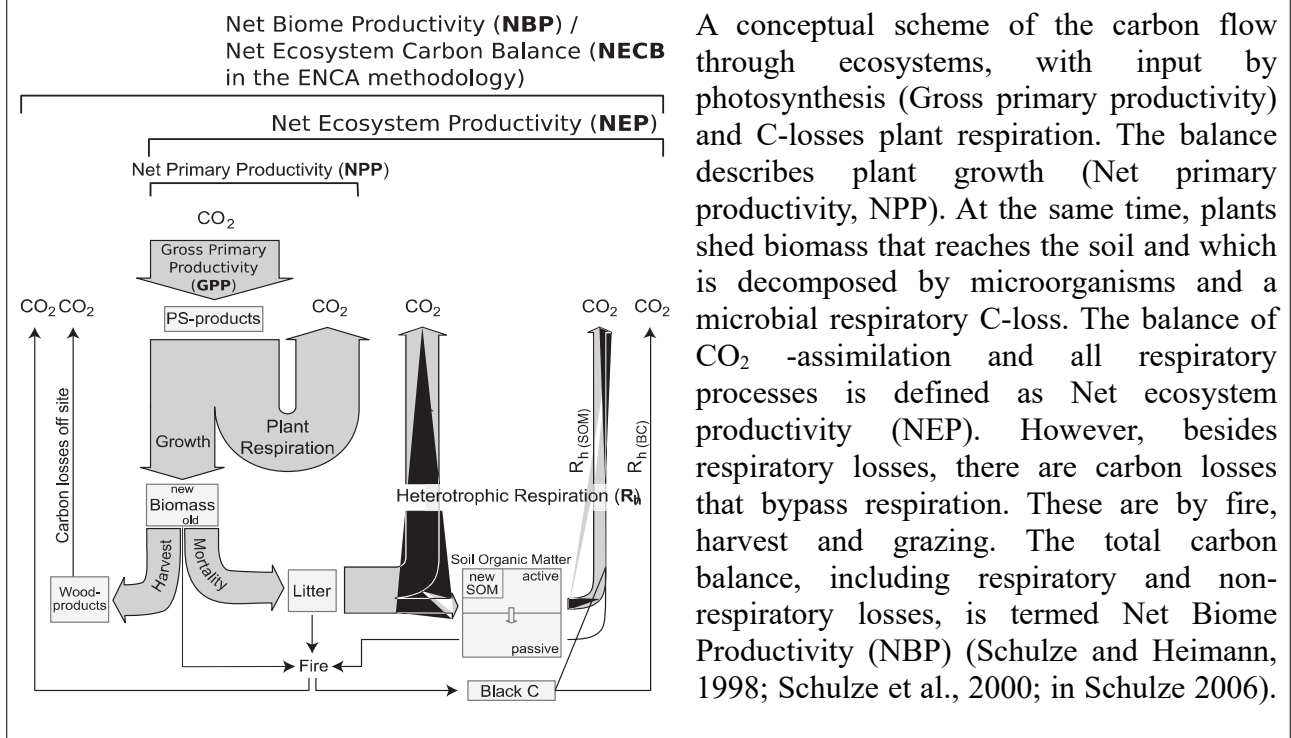 Net Biome Productivity (NBP) /
Net Ecosystem Carbon Balance (NECB
in the ENCA methodology)
Net Ecosystem Productivity (NEP)
Net Primary Productivity (NPP)
CO2
Gross Primary
Productivity
(GPP)
CO2 CO2
PS-products
CO2
CO2
CO2 CO2
Growth
Plant
Respiration
Carbon losses off site
Rh (SOM)
Rh (BC)
Heterotrophic Respiration (Rh)
new
Biomass
old
Harvest
Mortality
Wood-
products
Litter
Soil Organic Matter
new
SOM
active
passive
Fire
Black C
A conceptual scheme of the carbon flow
through ecosystems, with input by
photosynthesis (Gross primary productivity)
and C-losses plant respiration. The balance
describes plant growth (Net primary
productivity, NPP). At the same time, plants
shed biomass that reaches the soil and which
is decomposed by microorganisms and a
microbial respiratory C-loss. The balance of
CO2 -assimilation and all respiratory
processes is defined as Net ecosystem
productivity (NEP). However, besides
respiratory losses, there are carbon losses
that bypass respiration. These are by fire,
harvest and grazing. The total carbon
balance, including respiratory and non-
respiratory losses, is termed Net Biome
Productivity (NBP) (Schulze and Heimann,
1998; Schulze et al., 2000; in Schulze 2006).